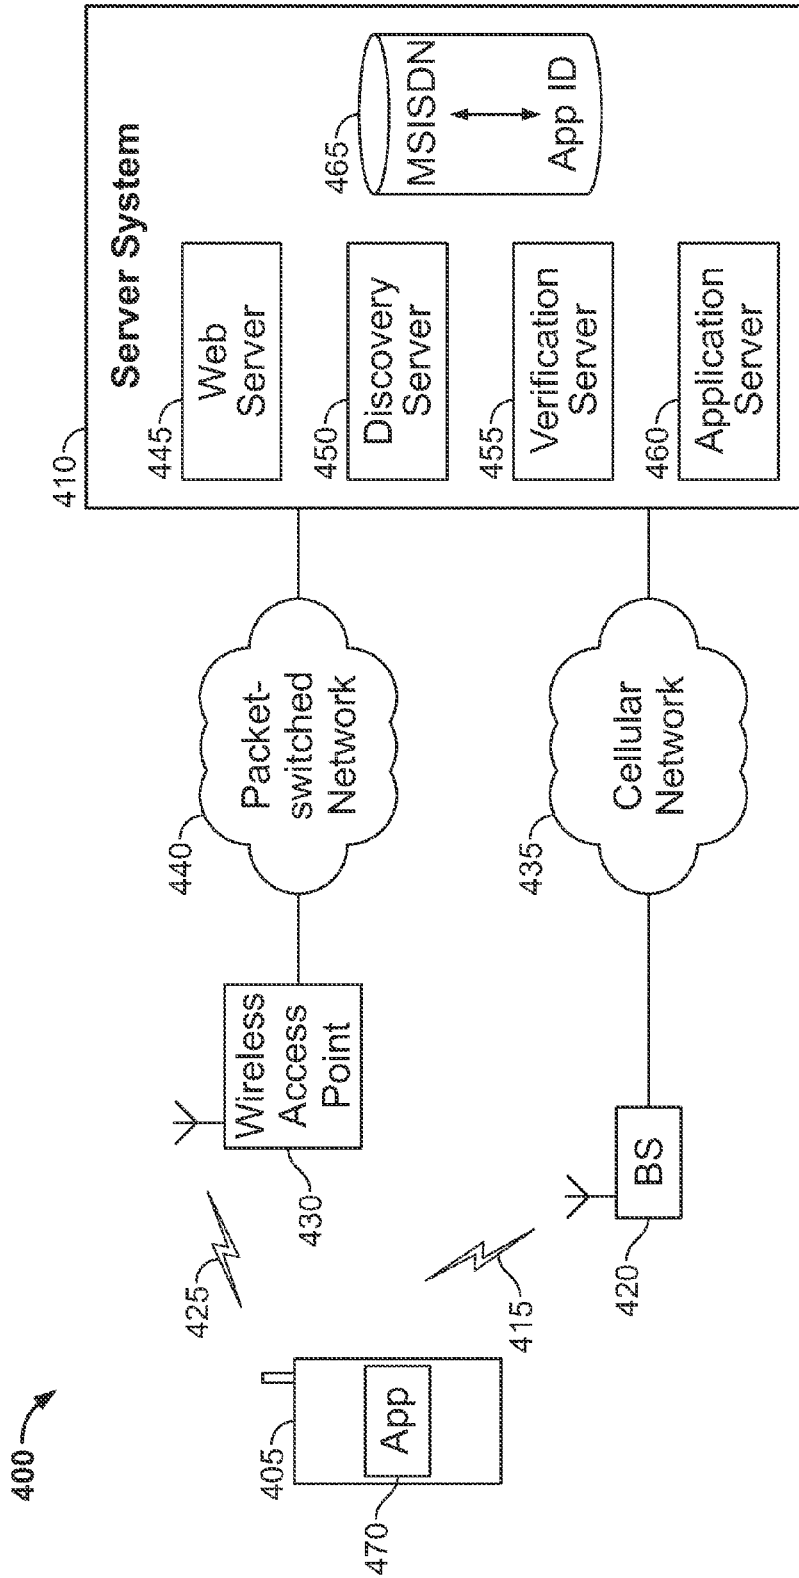 400
405
App
470
425
415
Wireless
Access
Point
430
BS
420
440
Packet-
switched
Network
435
Cellular
Network
410
Server System
445
Web
Server
450
Discovery
Server
455
Verification
Server
460
Application
Server
465
MSISDN
App ID